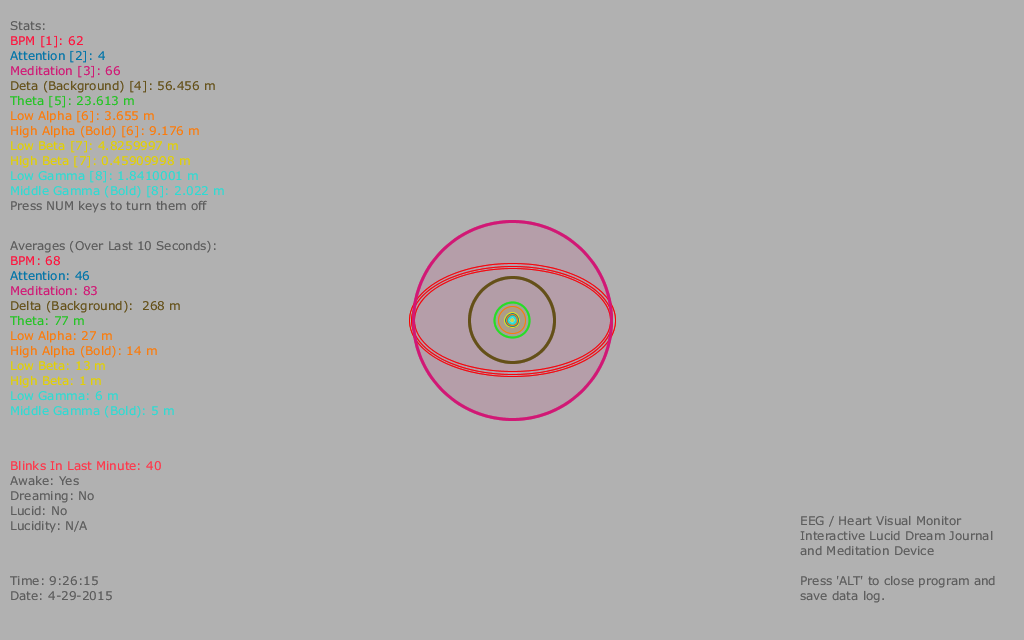 Stats:
BPM [1]: 62
Attention [2]: 4
Meditation [3]: 66
Deta (Background) [4]: 56.456 m
Theta [5]: 23.613 m
Low Alpha [6]: 3.655 m
High Alpha (Bold) [6]: 9.176 m
Low Beta [7]: 4.8259997 m
High Beta [7]: 0.45909998 m
Low Gamma [8]: 1.8410001 m
Middle Gamma (Bold) [8]: 2.022 m
Press NUM keys to turn them off
Averages (Over Last 10 Seconds):
BPM: 68
Attention: 46
Meditation: 83
Delta (Background):  268 m
Theta: 77 m
Low Alpha: 27 m
High Alpha (Bold): 14 m
Low Beta: 13 m
High Beta: 1 m
Low Gamma: 6 m
Middle Gamma (Bold): 5 m
Blinks In Last Minute: 40
Awake: Yes
Dreaming: No
Lucid: No
Lucidity: N/A
Time: 9:26:15
Date: 4-29-2015
EEG / Heart Visual Monitor
Interactive Lucid Dream Journal
and Meditation Device
Press 'ALT' to close program and
save data log.